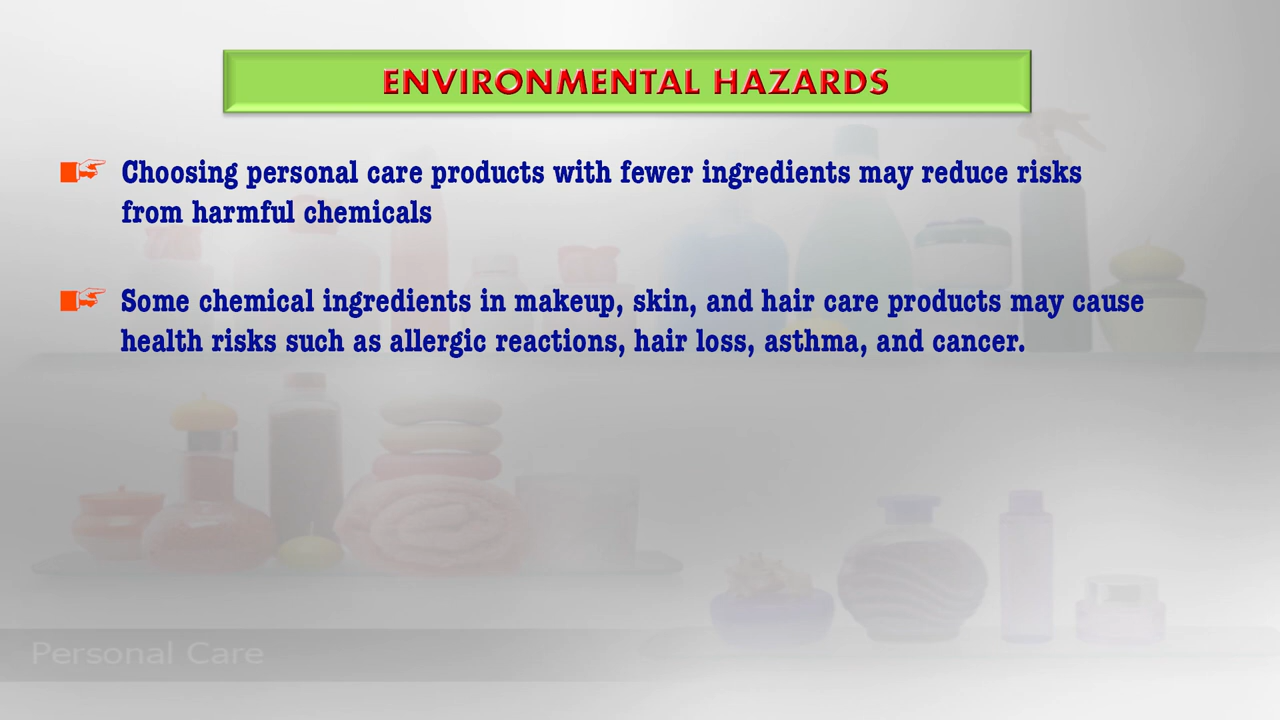 ENVIRONMENTAL HAZARDS
Choosing personal care products with fewer ingredients may reduce risks
from harmful chemicals
Some chemical ingredients in makeup, skin, and hair care products may cause
health risks such as allergic reactions, hair loss, asthma, and cancer.
Personal Care